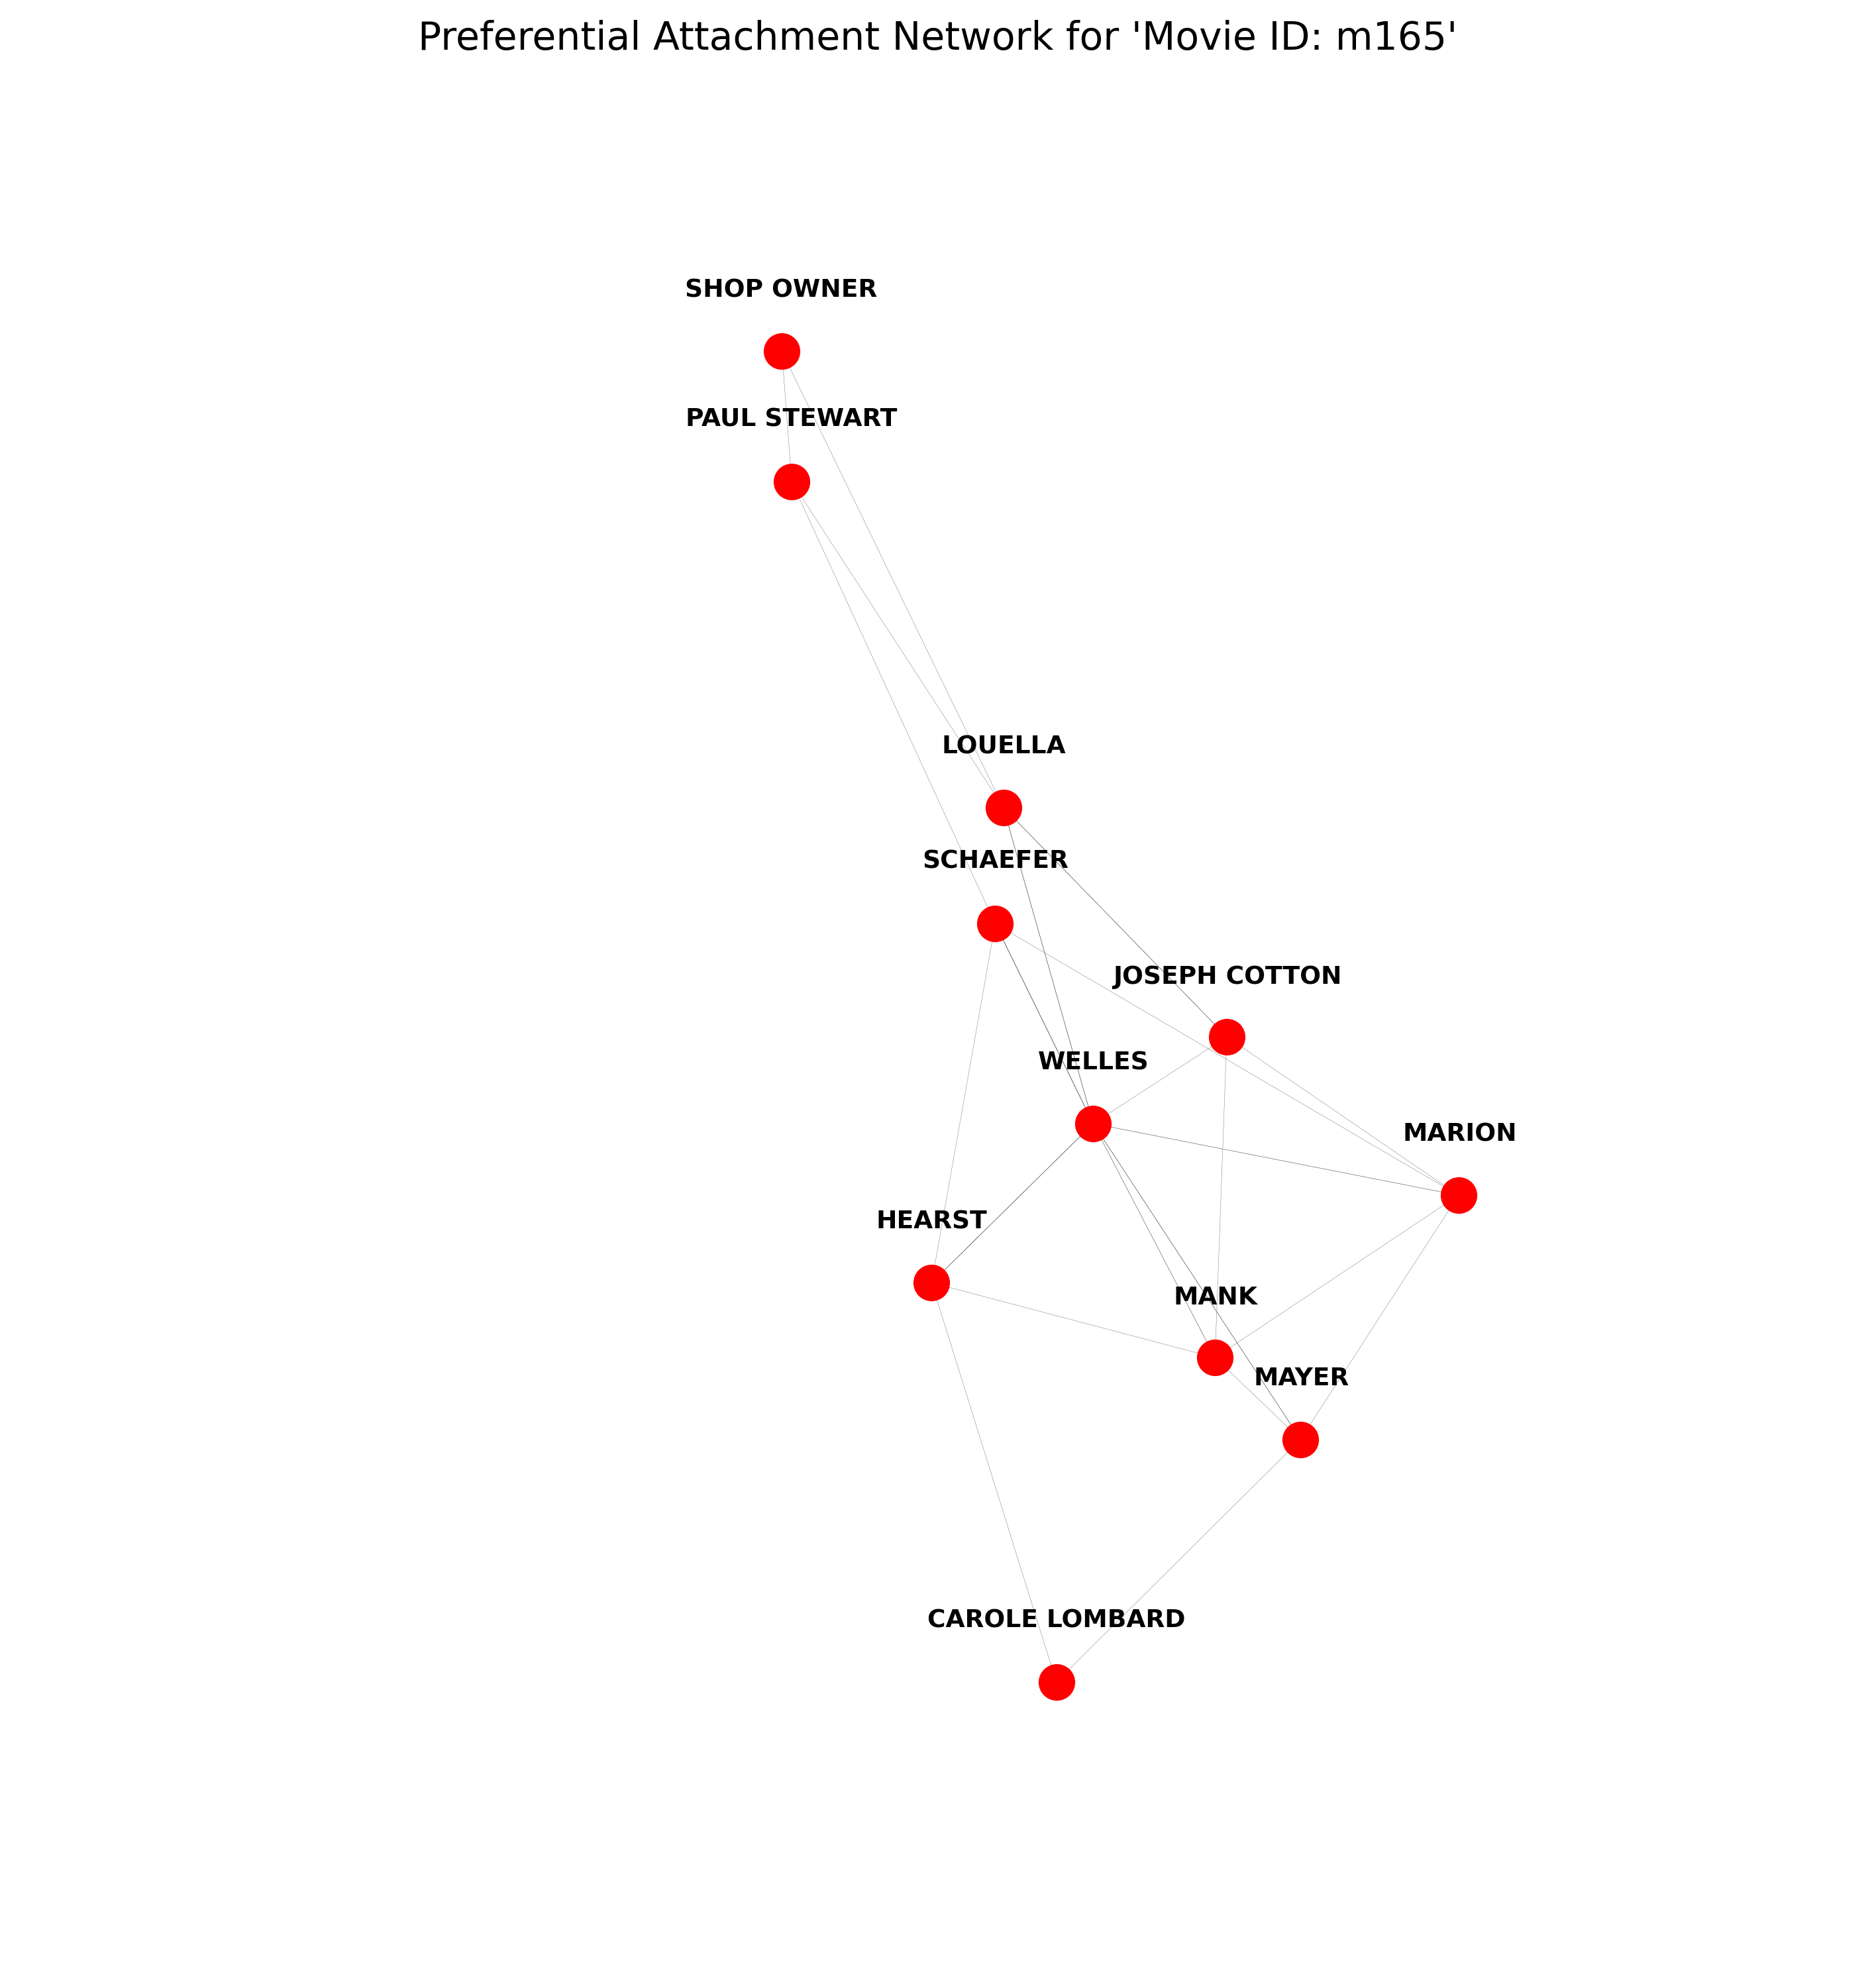 Preferential Attachment Network for 'Movie ID: m165'
SHOP OWNER
PAUL STEWART
LOUELLA
SCHAEFER
JOSEPH COTTON
WELLES
MARION
HEARST
MANK
MAYER
CAROLE LOMBARD